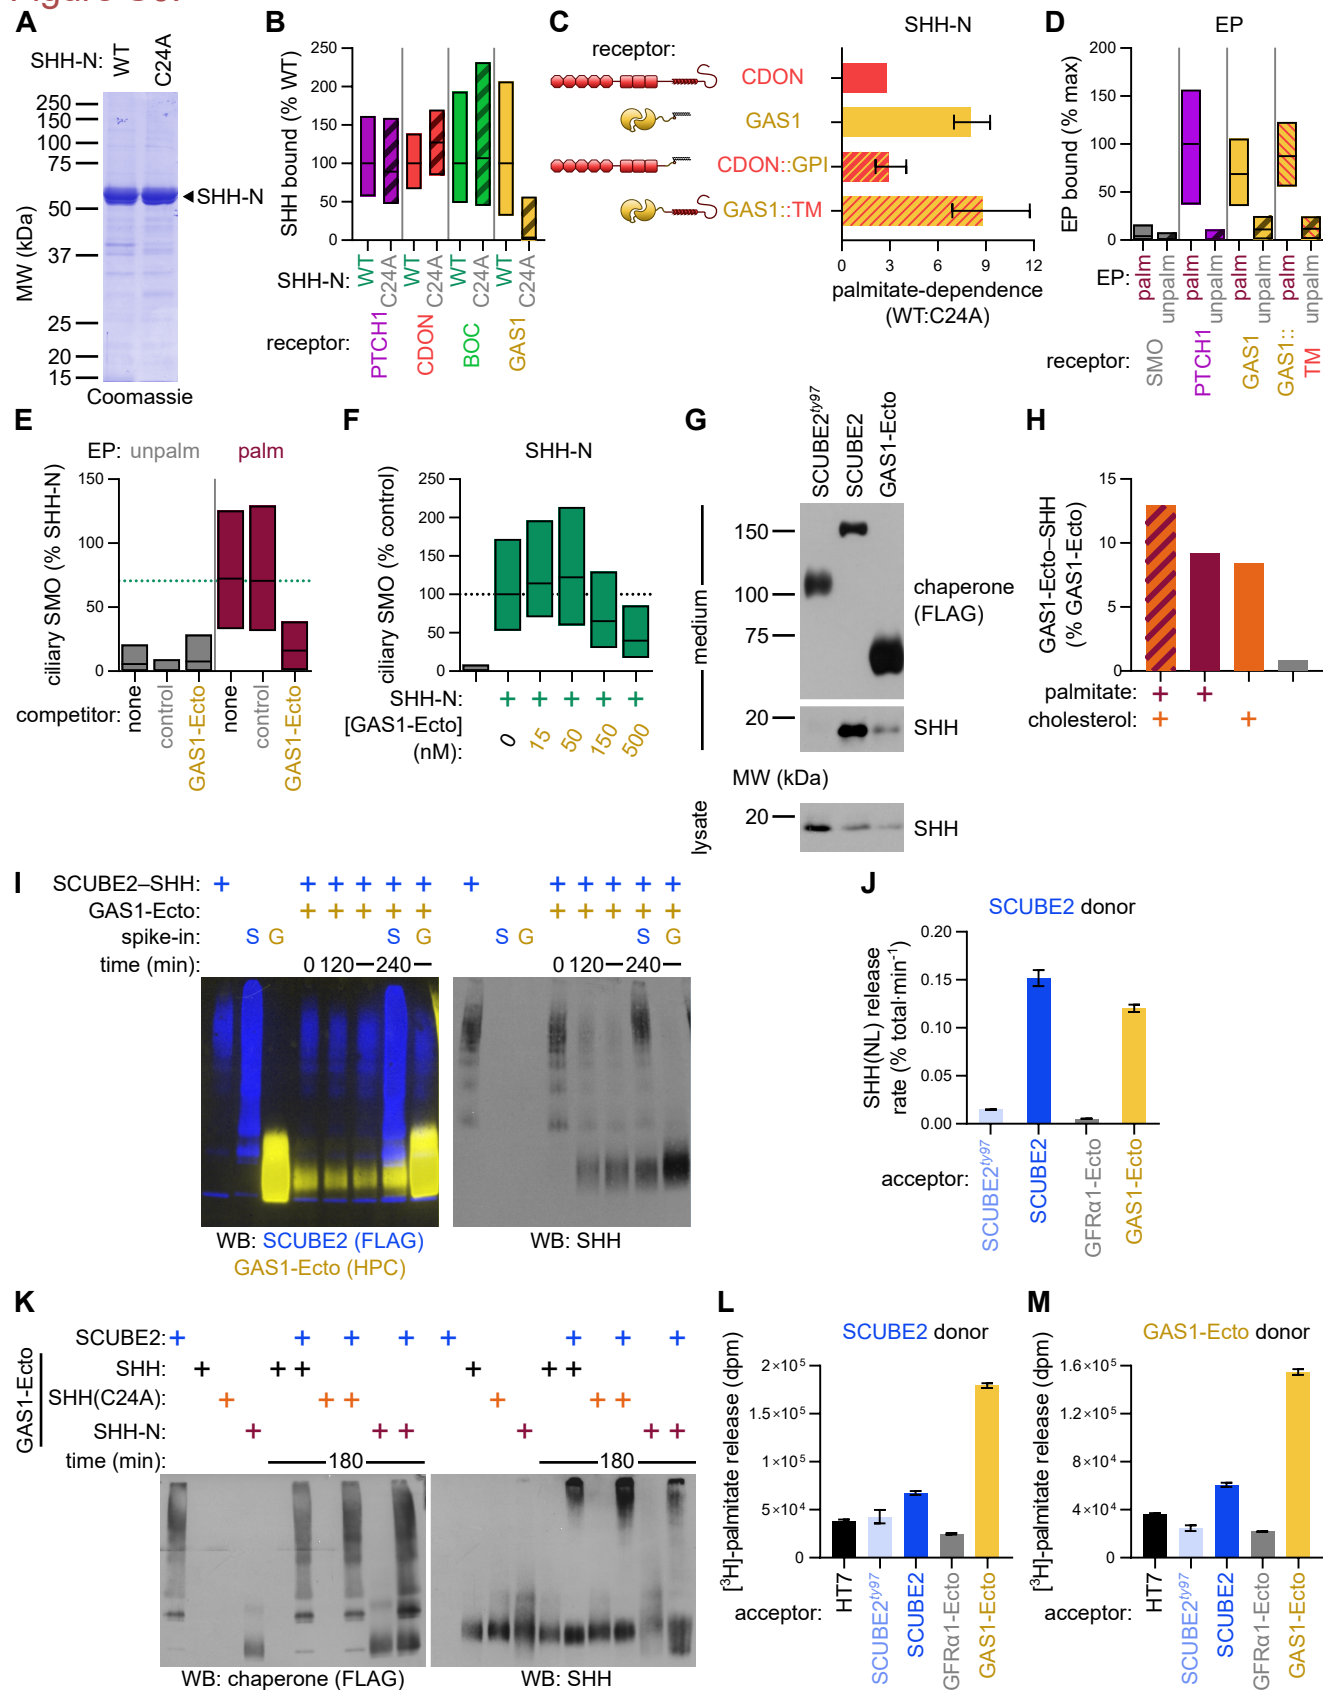 A
SHH-N:
WT
C24A
250
150
100
75
50
37
25
20
15
MW (kDa)
SHH-N
Coomassie
B
SHH bound (% WT)
250
200
150
100
50
0
SHH-N:
WT
C24A
WT
C24A
WT
C24A
WT
C24A
receptor:
PTCH1
CDON
BOC
GAS1
C
receptor:
SHH-N
CDON
GAS1
CDON::GPI
GAS1::TM
0 3 6 9 12
palmitate-dependence
(WT:C24A)
D
EP
EP bound (% max)
200
150
100
50
0
EP:
palm
unpalm
palm
unpalm
palm
unpalm
palm
unpalm
receptor:
SMO
PTCH1
GAS1
GAS1::
TM
E
EP: unpalm palm
ciliary SMO (% SHH-N)
150
100
50
0
competitor:
none
control
GAS1-Ecto
none
control
GAS1-Ecto
F
SHH-N
ciliary SMO (% control)
250
200
150
100
50
0
SHH-N: + + + + +
[GAS1-Ecto]
(nM):
0 15 50 150 500
G
SCUBE2ty97
SCUBE2
GAS1-Ecto
medium
150
100
75
chaperone
(FLAG)
20
SHH
MW (kDa)
lysate
20
SHH
H
GAS1-Ecto–SHH
(% GAS1-Ecto)
15
10
5
0
palmitate: + +
cholesterol: + +
I
SCUBE2–SHH: + + + + + + + + + + + +
GAS1-Ecto: + + + + + + + + + +
spike-in: S G S G S G S G
time (min): 0 120 240 0 120 240
WB: SCUBE2 (FLAG)
GAS1-Ecto (HPC)
WB: SHH
J
SCUBE2 donor
SHH(NL) release
rate (% total·min-1)
0.20
0.15
0.10
0.05
0.00
acceptor:
SCUBE2ty97
SCUBE2
GFRα1-Ecto
GAS1-Ecto
K
GAS1-Ecto
SCUBE2: + + + + + + + +
SHH: + + + + + +
SHH(C24A): + + + + + +
SHH-N: + + + + + +
time (min): 180 180
WB: chaperone (FLAG)
WB: SHH
L
SCUBE2 donor
[3H]-palmitate release (dpm)
2×105
1.5×105
1×105
5×104
0
acceptor:
HT7
SCUBE2ty97
SCUBE2
GFRα1-Ecto
GAS1-Ecto
M
GAS1-Ecto donor
[3H]-palmitate release (dpm)
1.6×105
1.2×105
8×104
4×104
0
acceptor:
HT7
SCUBE2ty97
SCUBE2
GFRα1-Ecto
GAS1-Ecto